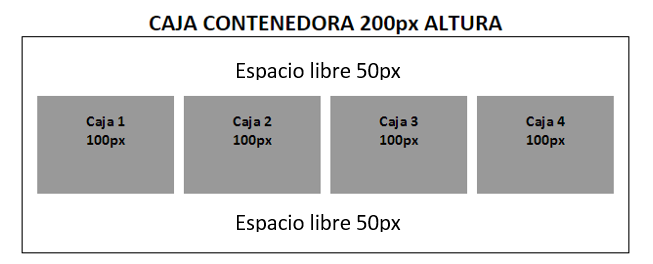 CAJA CONTENEDORA 200px ALTURA
Espacio libre 50px
Caja 1
100px
Caja 2
100px
Caja 3
100px
Caja 4
100px
Espacio libre 50px